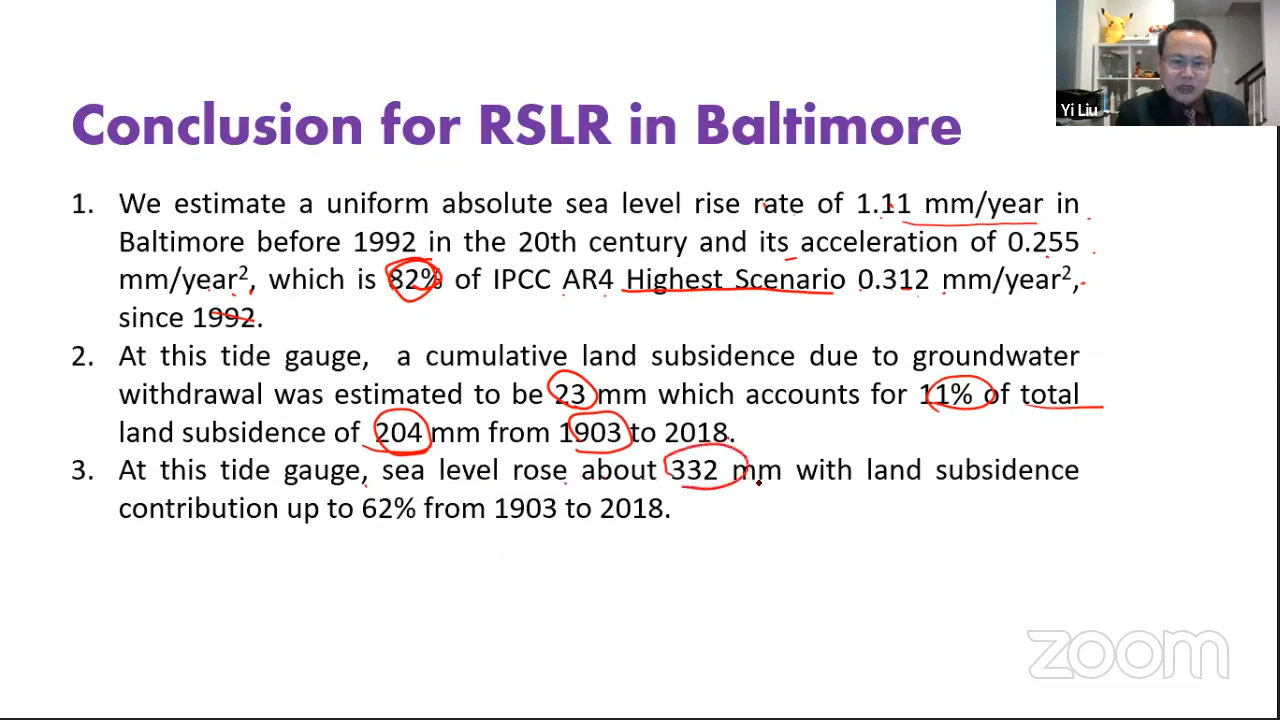 Yi Liu
Conclusion for RSLR in Baltimore
1. We estimate a uniform absolute sea level rise rate of 1.11 mm/year in
Baltimore before 1992 in the 20th century and its acceleration of 0.255
mm/year², which is 82% of IPCC AR4 Highest Scenario 0.312 mm/year²,
since 1992.
2. At this tide gauge, a cumulative land subsidence due to groundwater
withdrawal was estimated to be 23 mm which accounts for 11% of total
land subsidence of 204 mm from 1903 to 2018.
3. At this tide gauge, sea level rose about 332 mm with land subsidence
contribution up to 62% from 1903 to 2018.
zoom